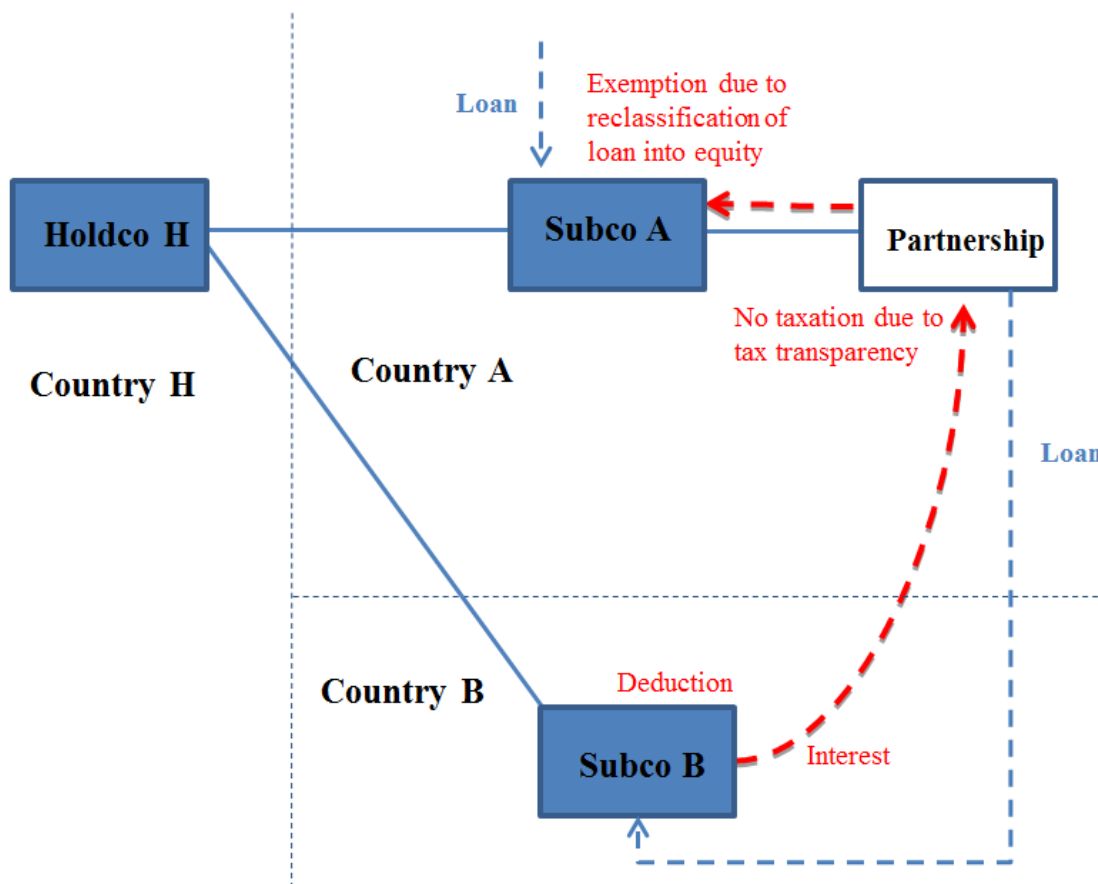 Loan
Exemption due to
reclassification of
loan into equity
Holdco H
Subco A
Partnership
No taxation due to
tax transparency
Country H
Country A
Loan
Country B
Deduction
Subco B
Interest